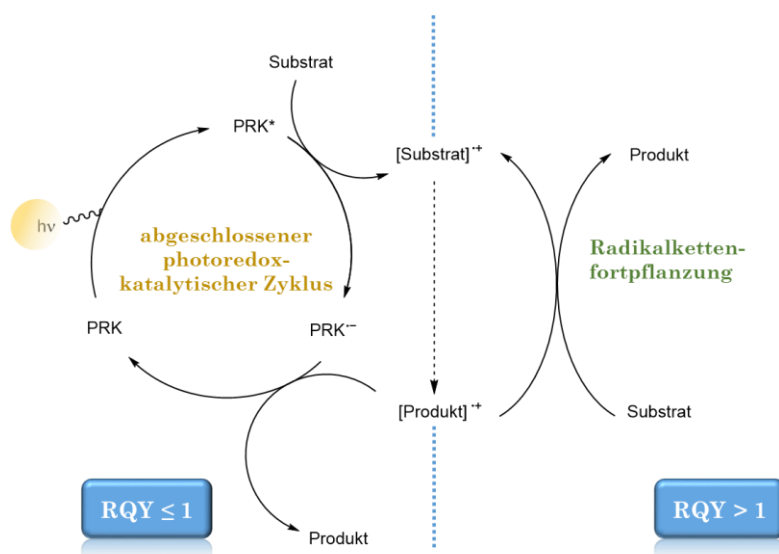 Substrat
PRK*
[Substrat]·+
Produkt
hν
abgeschlossener
photoredox-
katalytischer Zyklus
Radikalketten-
fortpflanzung
PRK
PRK·−
[Produkt]·+
Substrat
RQY ≤ 1
Produkt
RQY > 1